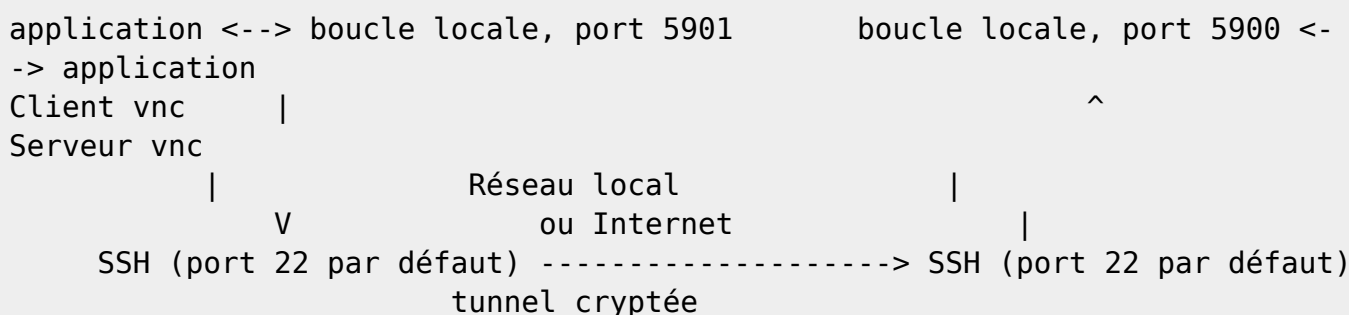 application <--> boucle locale, port 5901       boucle locale, port 5900 <-
-> application
Client vnc     |                                              ^
Serveur vnc
           |              Réseau local               |
               V              ou Internet                |
     SSH (port 22 par défaut) --------------------> SSH (port 22 par défaut)
                         tunnel cryptée